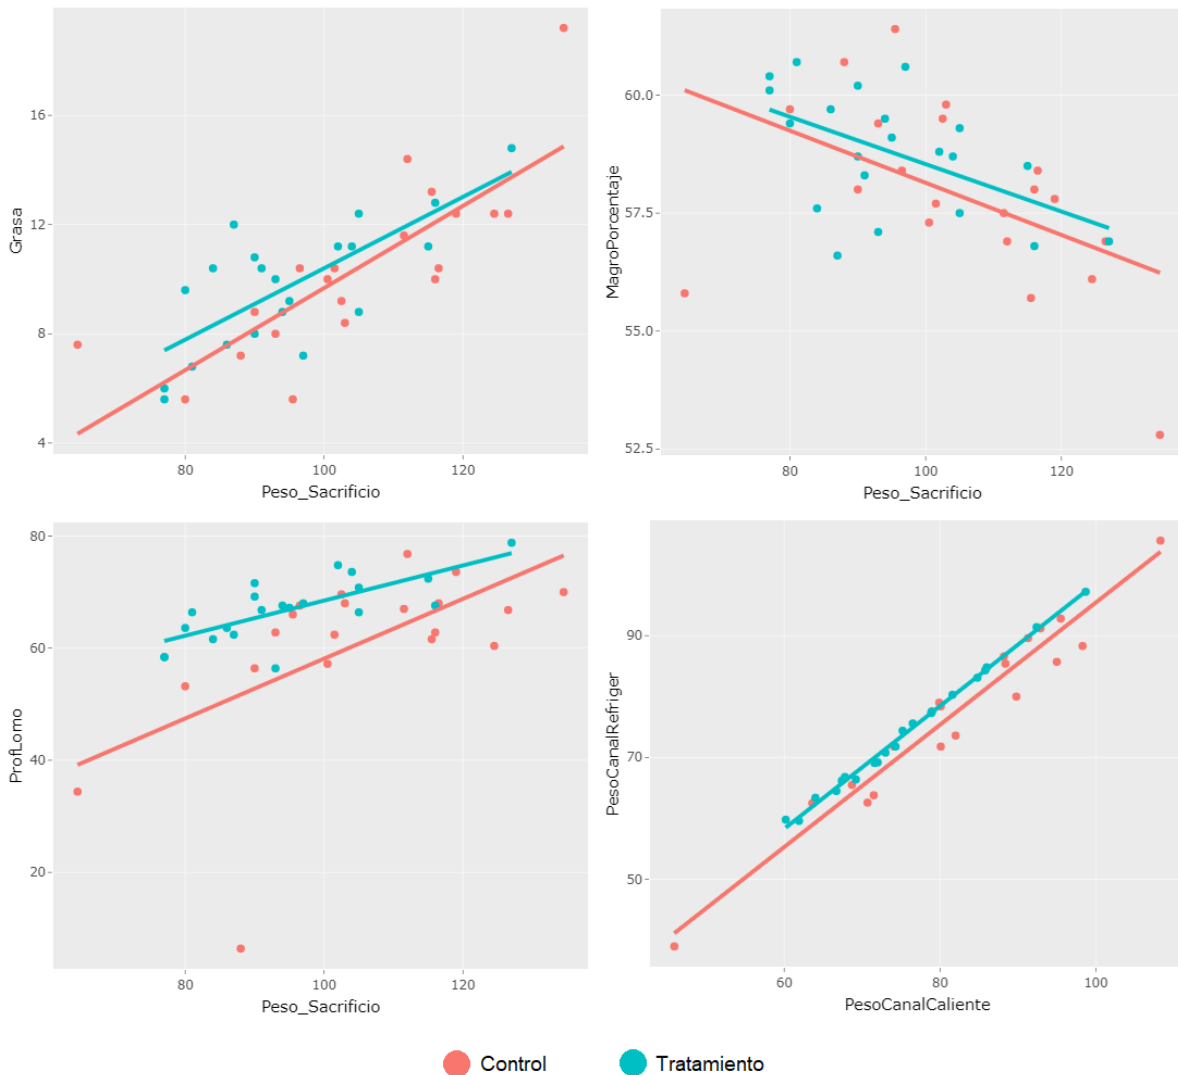 Grasa
16
12
8
4
80
100
120
Peso_Sacrificio
MagroPorcentaje
60.0
57.5
55.0
52.5
80
100
120
Peso_Sacrificio
ProfLomo
80
60
40
20
80
100
120
Peso_Sacrificio
PesoCanalRefriger
90
70
50
60
80
100
PesoCanalCaliente
Control
Tratamiento